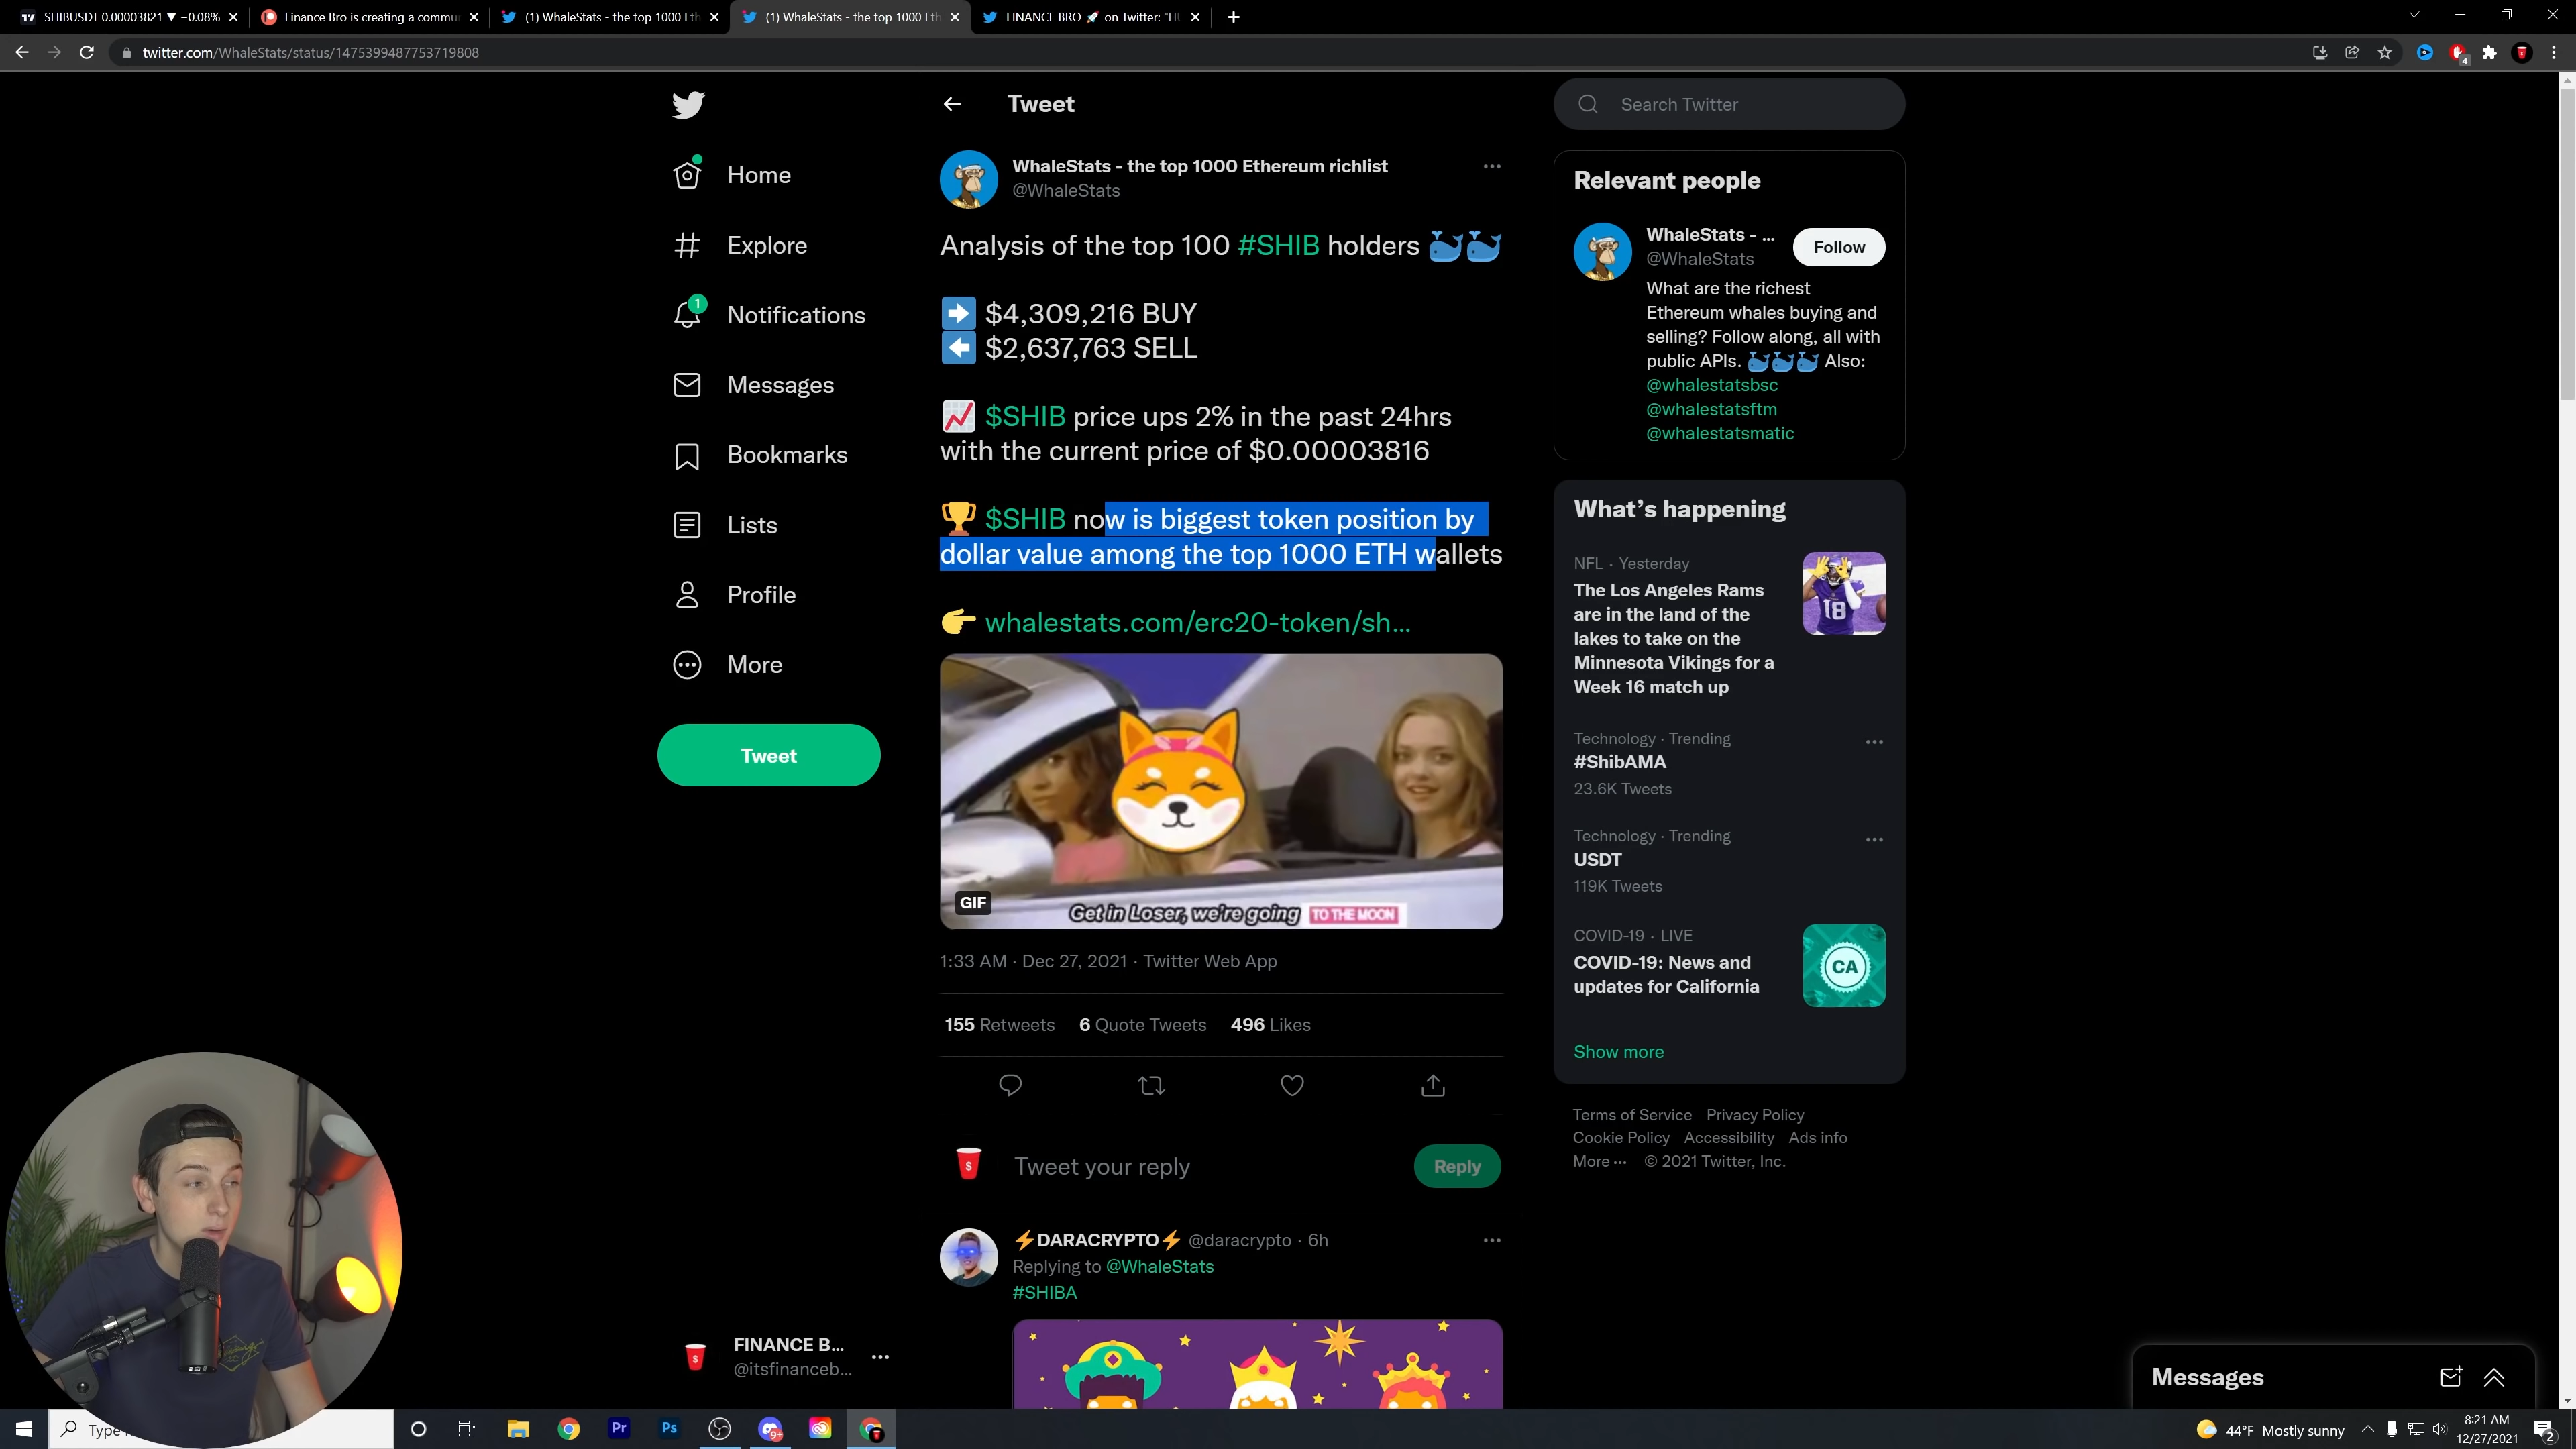 SHIBUSDT 0.00003821 ▼ −0.08%
Finance Bro is creating a commu
(1) WhaleStats - the top 1000 Eth
(1) WhaleStats - the top 1000 Eth
FINANCE BRO 🚀 on Twitter: "HU
twitter.com/WhaleStats/status/1475399487753719808
4
Home
Explore
1
Notifications
Messages
Bookmarks
Lists
Profile
More
Tweet
FINANCE B...
@itsfinanceb...
Tweet
WhaleStats - the top 1000 Ethereum richlist
@WhaleStats
Analysis of the top 100 #SHIB holders 🐳🐳
➡️ $4,309,216 BUY
⬅️ $2,637,763 SELL
📈 $SHIB price ups 2% in the past 24hrs
with the current price of $0.00003816
🏆 $SHIB now is biggest token position by
dollar value among the top 1000 ETH wallets
👉 whalestats.com/erc20-token/sh...
GIF
Get in Loser, we're going TO THE MOON
1:33 AM · Dec 27, 2021 · Twitter Web App
155 Retweets 6 Quote Tweets 496 Likes
$
Tweet your reply
Reply
⚡DARACRYPTO⚡ @daracrypto · 6h
Replying to @WhaleStats
#SHIBA
Search Twitter
Relevant people
WhaleStats - ...
@WhaleStats
Follow
What are the richest
Ethereum whales buying and
selling? Follow along, all with
public APIs. 🐳🐳🐳 Also:
@whalestatsbsc
@whalestatsftm
@whalestatsmatic
What's happening
NFL · Yesterday
The Los Angeles Rams
are in the land of the
lakes to take on the
Minnesota Vikings for a
Week 16 match up
18
Technology · Trending
#ShibAMA
23.6K Tweets
Technology · Trending
USDT
119K Tweets
COVID-19 · LIVE
COVID-19: News and
updates for California
CA
Show more
Terms of Service Privacy Policy
Cookie Policy Accessibility Ads info
More ··· © 2021 Twitter, Inc.
Messages
Type
Pr
Ps
9+
44°F Mostly sunny
8:21 AM
12/27/2021
2